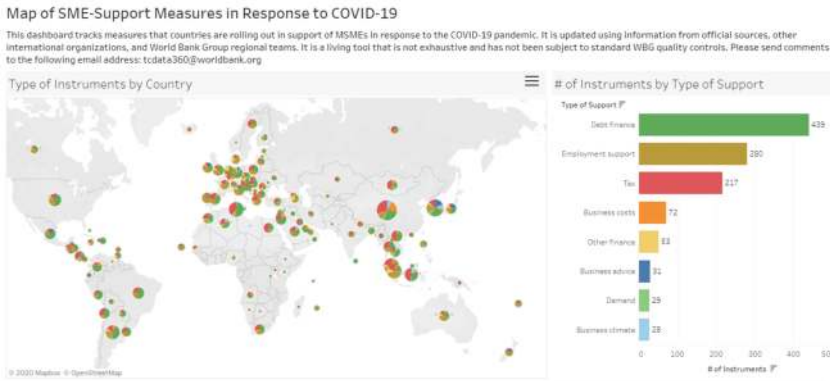 Map of SME-Support Measures in Response to COVID-19
This dashboard tracks measures that countries are rolling out in support of MSMEs in response to the COVID-19 pandemic. It is updated using information from official sources, other
international organizations, and World Bank Group regional teams. It is a living tool that is not exhaustive and has not been subject to standard WBG quality controls. Please send comments
to the following email address: tcdata360@worldbank.org
Type of Instruments by Country
# of Instruments by Type of Support
Type of Support
Debt finance 439
Employment support 280
Tax 217
Business costs 72
Other finance 53
Business advice 31
Demand 29
Business climate 28
0 100 200 300 400 50
# of Instruments
© 2020 Mapbox © OpenStreetMap